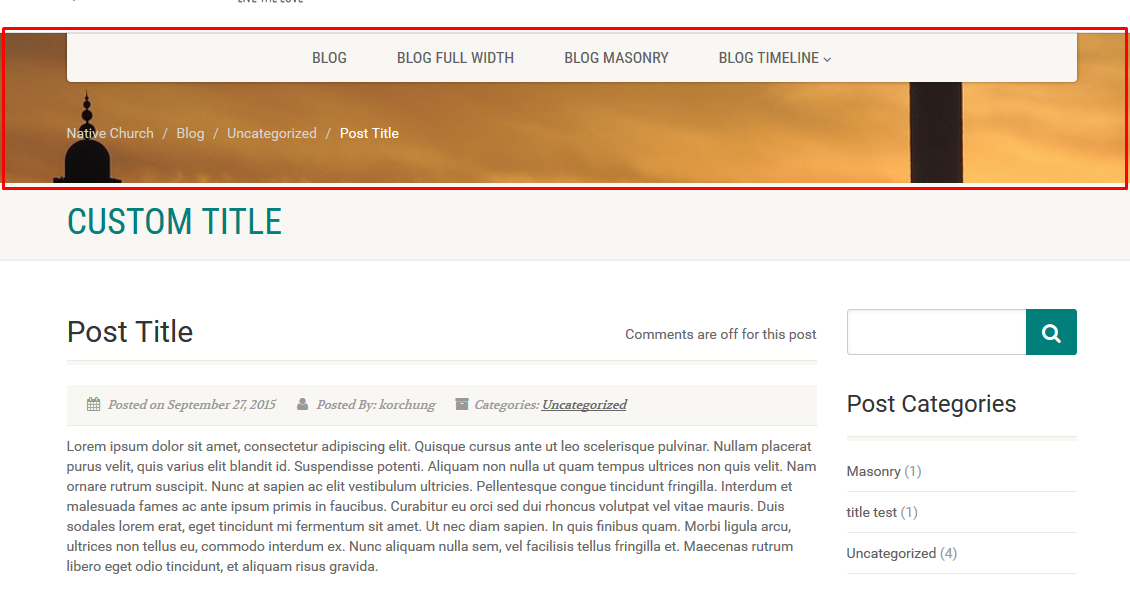 BLOG BLOG FULL WIDTH BLOG MASONRY BLOG TIMELINE
Native Church / Blog / Uncategorized / Post Title
CUSTOM TITLE
Post Title
Comments are off for this post
Posted on September 27, 2015 Posted By: korchung Categories: Uncategorized
Lorem ipsum dolor sit amet, consectetur adipiscing elit. Quisque cursus ante ut leo scelerisque pulvinar. Nullam placerat
purus velit, quis varius elit blandit id. Suspendisse potenti. Aliquam non nulla ut quam tempus ultrices non quis velit. Nam
ornare rutrum suscipit. Nunc at sapien ac elit vestibulum ultricies. Pellentesque congue tincidunt fringilla. Interdum et
malesuada fames ac ante ipsum primis in faucibus. Curabitur eu orci sed dui rhoncus volutpat vel vitae mauris. Duis
sodales lorem erat, eget tincidunt mi fermentum sit amet. Ut nec diam sapien. In quis finibus quam. Morbi ligula arcu,
ultrices non tellus eu, commodo interdum ex. Nunc aliquam nulla sem, vel facilisis tellus fringilla et. Maecenas rutrum
libero eget odio tincidunt, et aliquam risus gravida.
Post Categories
Masonry (1)
title test (1)
Uncategorized (4)